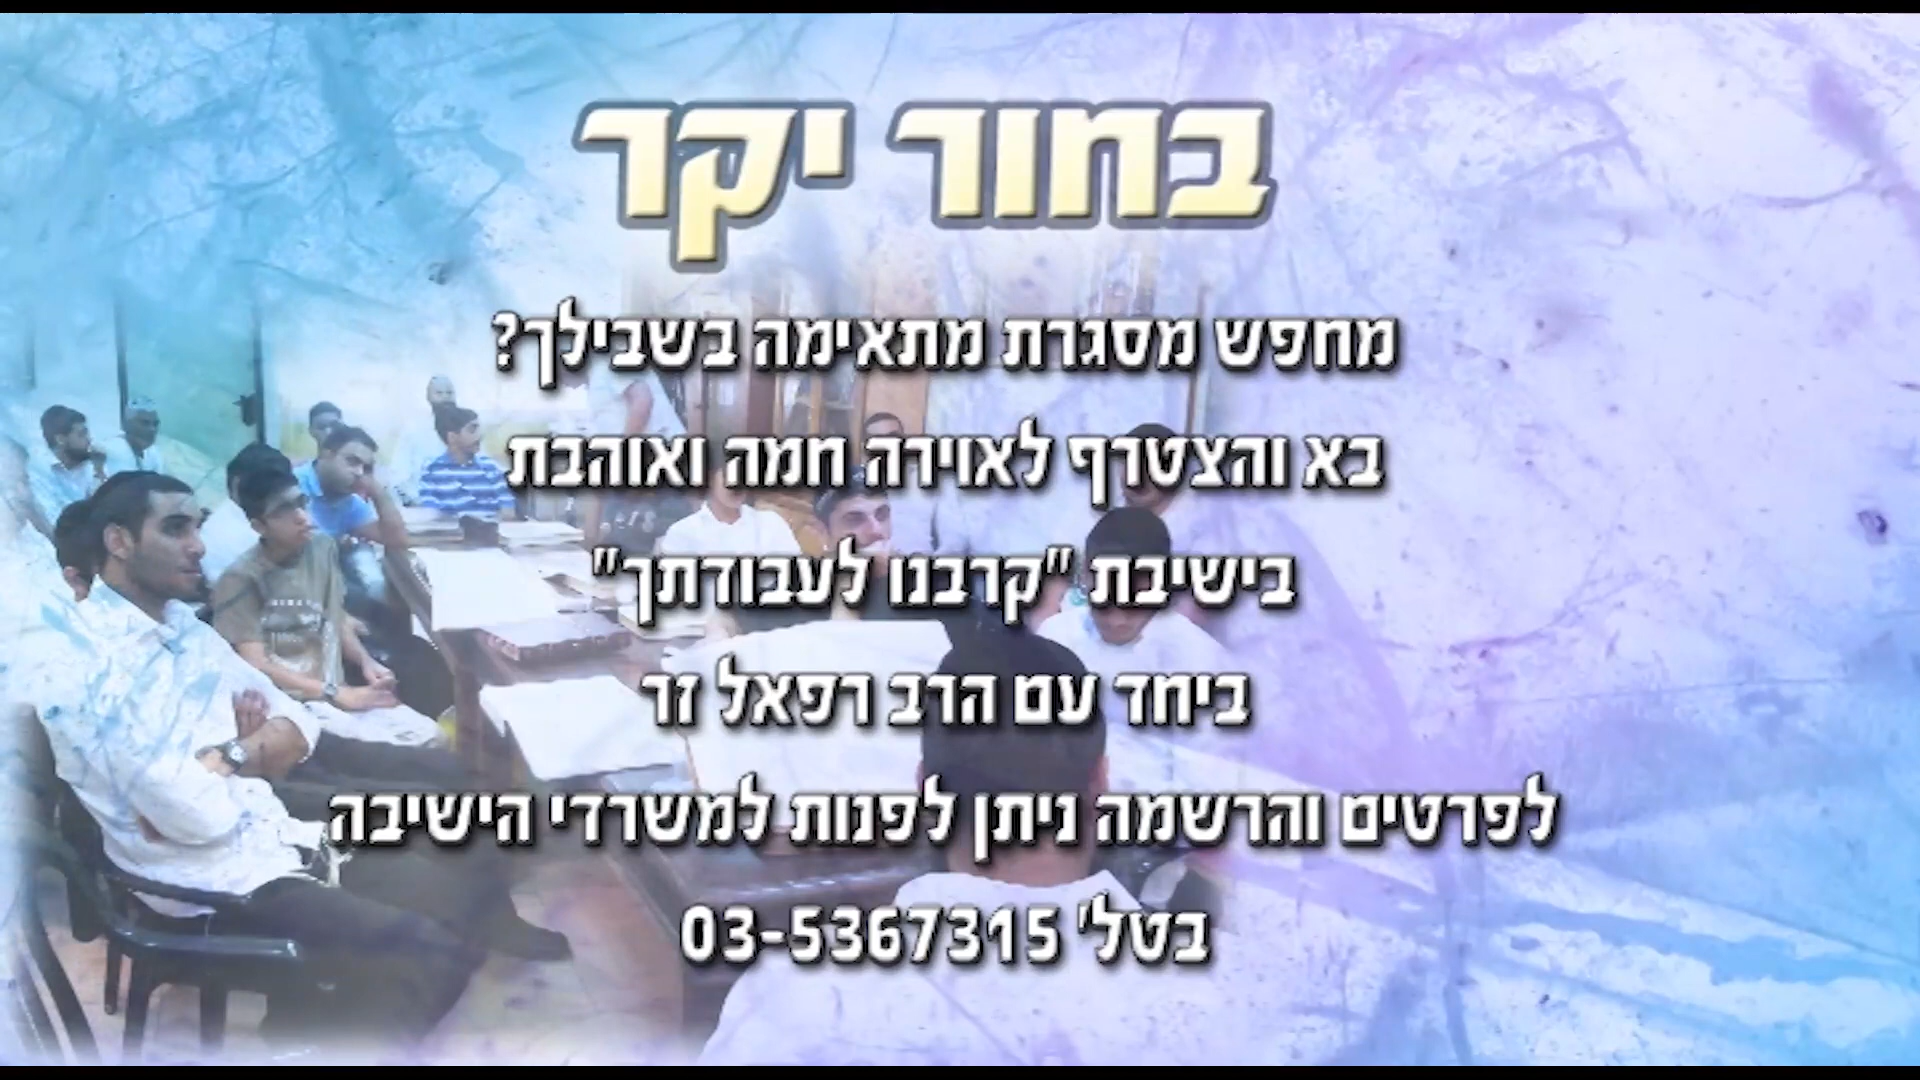 בחור יקר
מחפש מסגרת מתאימה בשבילך?
בא והצטרף לאוירה חמה ואוהבת
בישיבת "קרבנו לעבודתך"
ביחד עם הרב רפאל זר
לפרטים והרשמה ניתן לפנות למשרדי הישיבה
בטל' 03-5367315